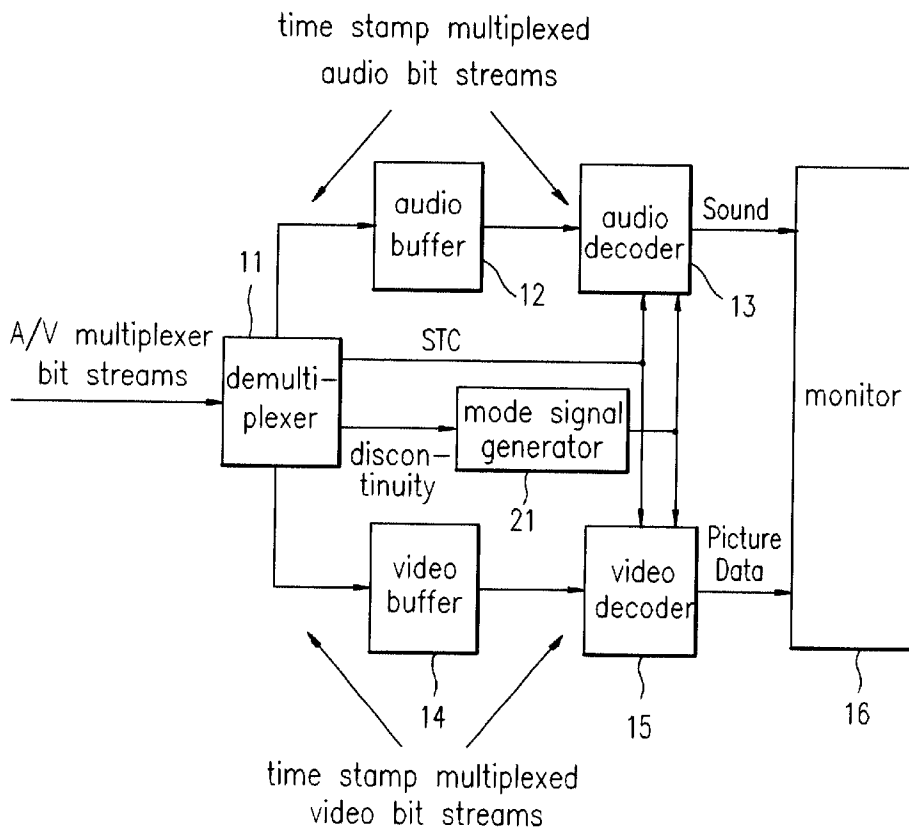 time stamp multiplexed
audio bit streams
audio
buffer
12
audio
decoder
13
Sound
11
A/V multiplexer
bit streams
demulti-
plexer
STC
discon-
tinuity
mode signal
generator
21
monitor
16
video
buffer
14
video
decoder
15
Picture
Data
time stamp multiplexed
video bit streams